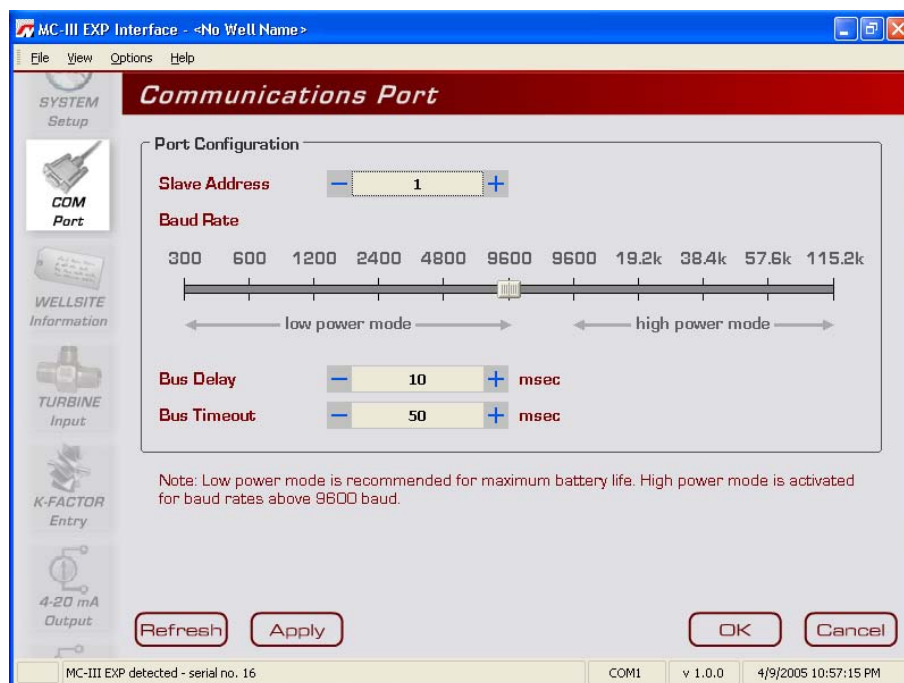 MC-III EXP Interface - <No Well Name>
File View Options Help
SYSTEM
Setup
COM
Port
WELLSITE
Information
TURBINE
Input
K-FACTOR
Entry
4-20 mA
Output
Communications Port
Port Configuration
Slave Address 1
Baud Rate
300 600 1200 2400 4800 9600 9600 19.2k 38.4k 57.6k 115.2k
low power mode high power mode
Bus Delay 10 msec
Bus Timeout 50 msec
Note: Low power mode is recommended for maximum battery life. High power mode is activated
for baud rates above 9600 baud.
Refresh Apply OK Cancel
MC-III EXP detected - serial no. 16 COM1 v 1.0.0 4/9/2005 10:57:15 PM